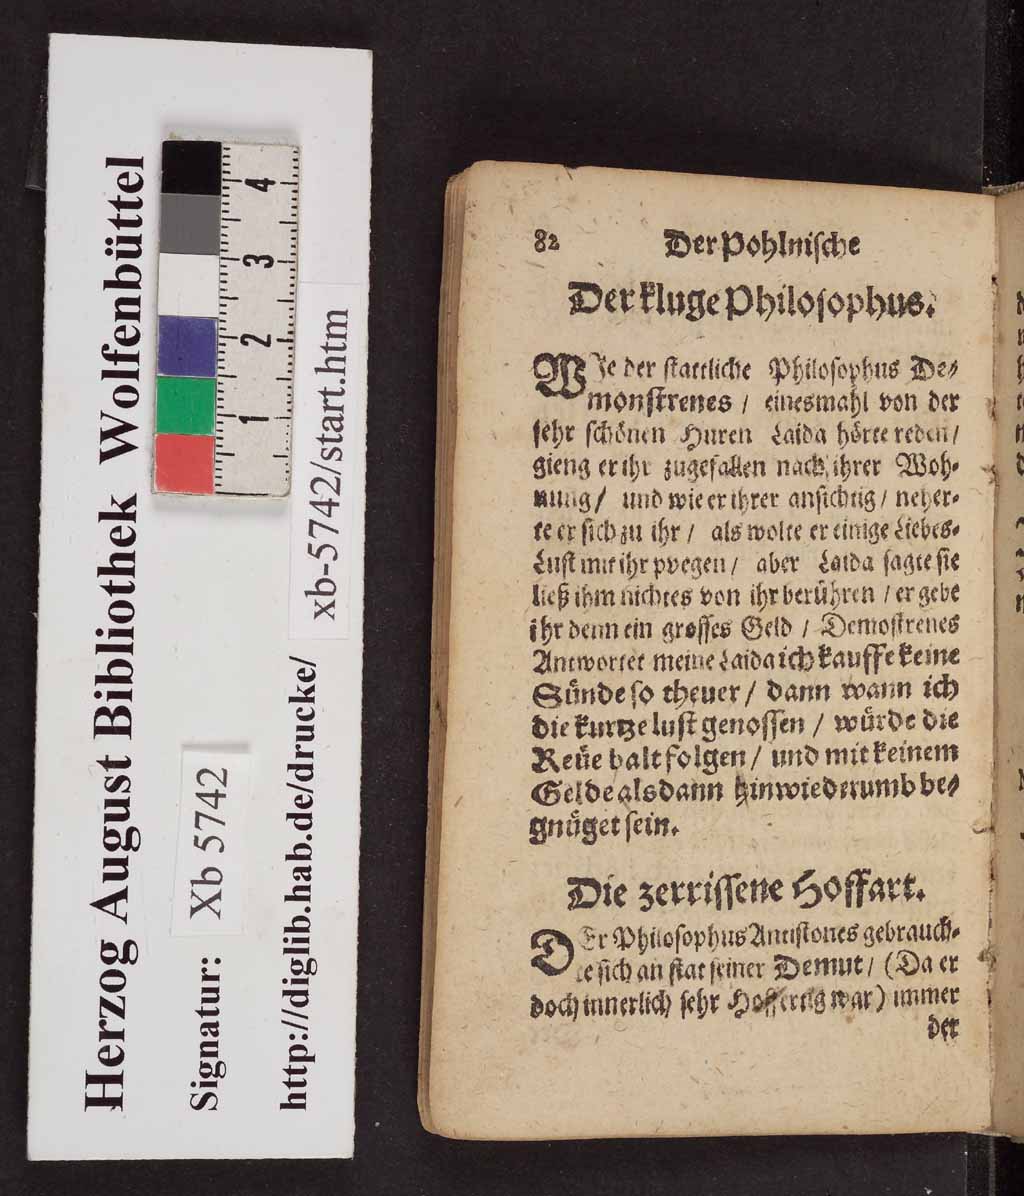 Herzog August Bibliothek Wolfenbüttel
Signatur: Xb 5742
http://diglib.hab.de/drucke/ xb-5742/start.htm
1 2 3 4
82 Der Pohlnische
Der kluge Philosophus.
WJe der stattliche Philosophus De-
monstrenes / einesmahl von der
sehr schönen Huren Laida hörte reden /
gieng er ihr zugefallen nach ihrer Woh-
nung / und wie er ihrer ansichtig / neher-
te er sich zu ihr / als wolte er einige Liebes-
Lust mit ihr pvegen / aber Laida sagte sie
ließ ihm nichtes von ihr berühren / er gebe
ihr denn ein grosses Geld / Demostrenes
Antwortet meine Laida ich kauffe keine
Sünde so theuer / dann wann ich
die kurtze lust genossen / würde die
Reüe balt folgen / und mit keinem
Gelde alsdann hinwiederumb be-
gnüget sein.
Die zerrissene Hoffart.
DEr Philosophus Antistones gebrauch-
te sich an stat seiner Demut / (Da er
doch innerlich sehr Hoffertig war) immer
der